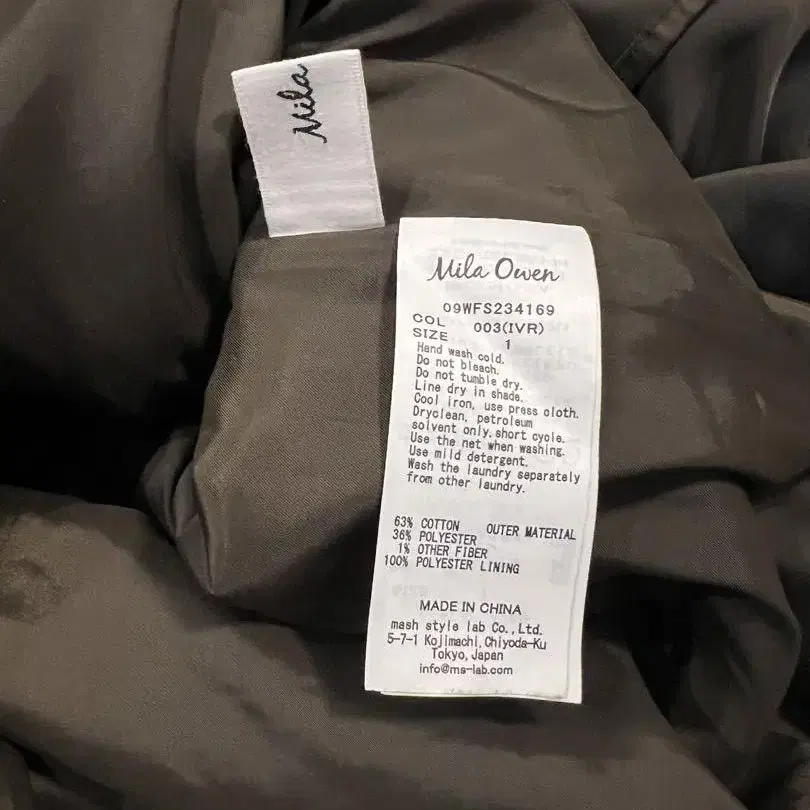 Mila
Mila Owen
09WFS234169
COL 003(IVR)
SIZE 1
Hand wash cold.
Do not bleach.
Do not tumble dry.
Line dry in shade.
Cool iron, use press cloth.
Dryclean, petroleum
solvent only. short cycle.
Use the net when washing.
Use mild detergent.
Wash the laundry separately
from other laundry.
63% COTTON OUTER MATERIAL
36% POLYESTER
1% OTHER FIBER
100% POLYESTER LINING
MADE IN CHINA
mash style lab Co., Ltd.
5-7-1 Kojimachi, Chiyoda-Ku
Tokyo, Japan
info@ms-lab.com